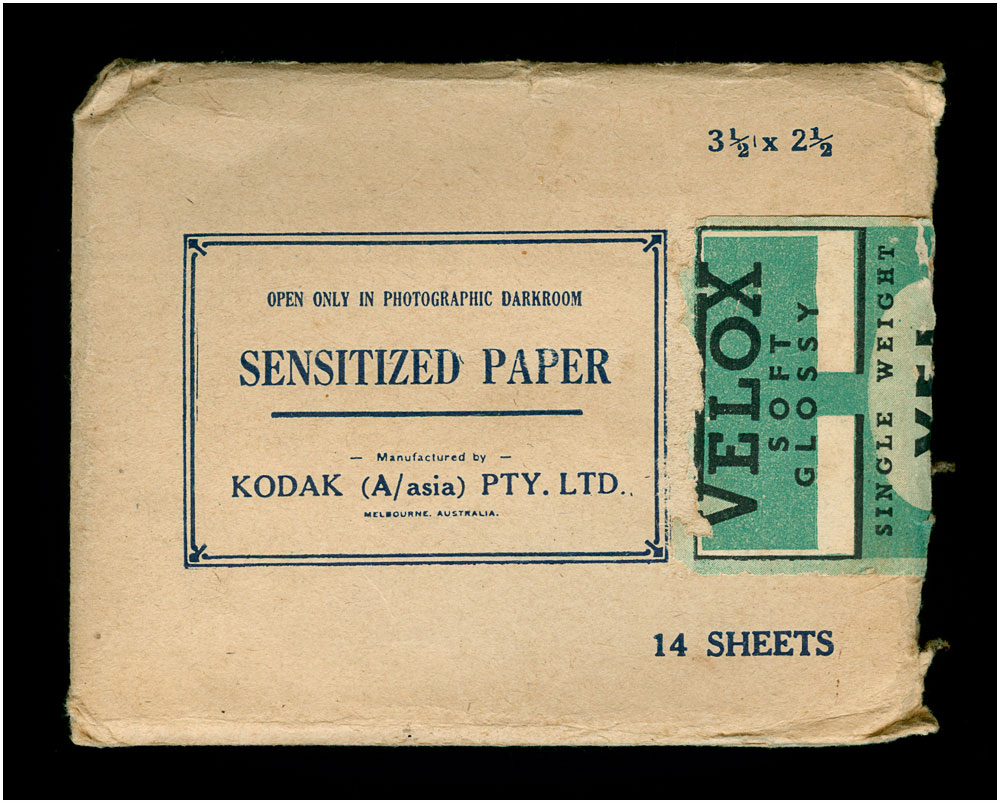 3½ x 2½
OPEN ONLY IN PHOTOGRAPHIC DARKROOM
SENSITIZED PAPER
— Manufactured by —
KODAK (A/asia) PTY. LTD.
MELBOURNE. AUSTRALIA.
VELOX
SOFT
GLOSSY
SINGLE WEIGHT
14 SHEETS